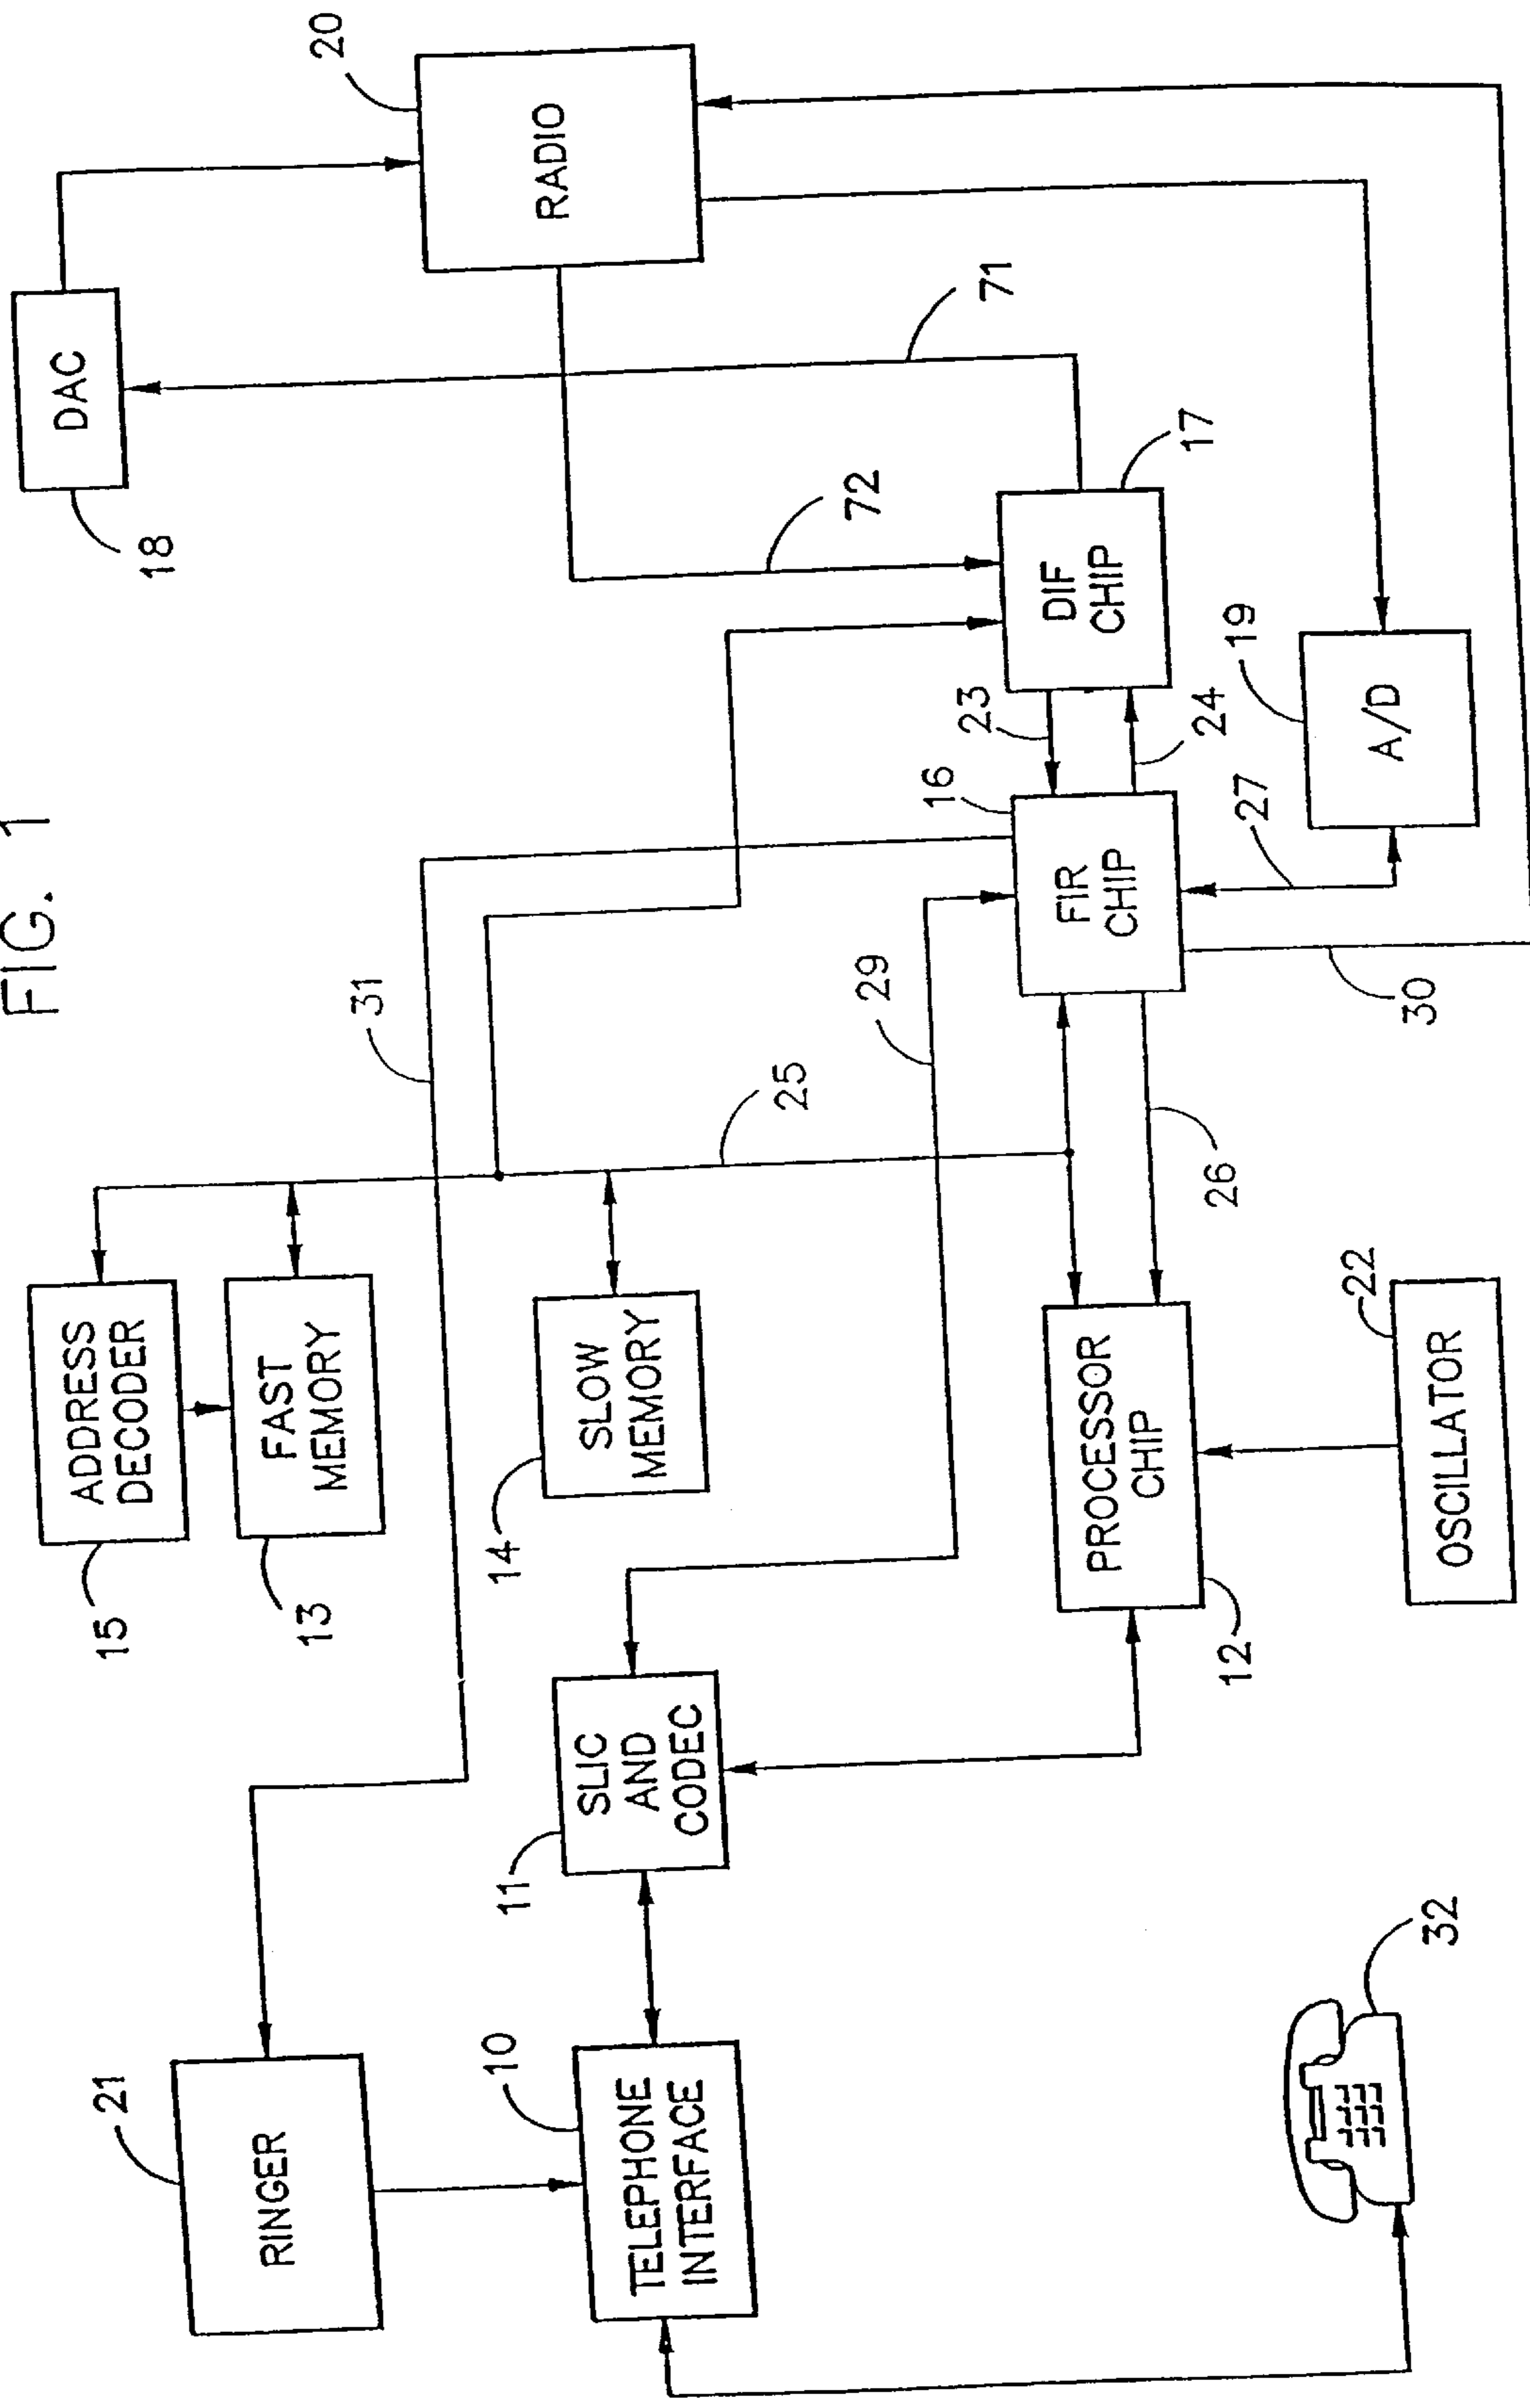 FIG. 1
21
RINGER
15
ADDRESS
DECODER
13
FAST
MEMORY
31
18
DAC
20
RADIO
10
TELEPHONE
INTERFACE
11
SLIC
AND
CODEC
14
SLOW
MEMORY
25
29
72
71
12
PROCESSOR
CHIP
26
16
FIR
CHIP
23
24
DIF
CHIP
17
32
22
OSCILLATOR
30
27
19
A/D